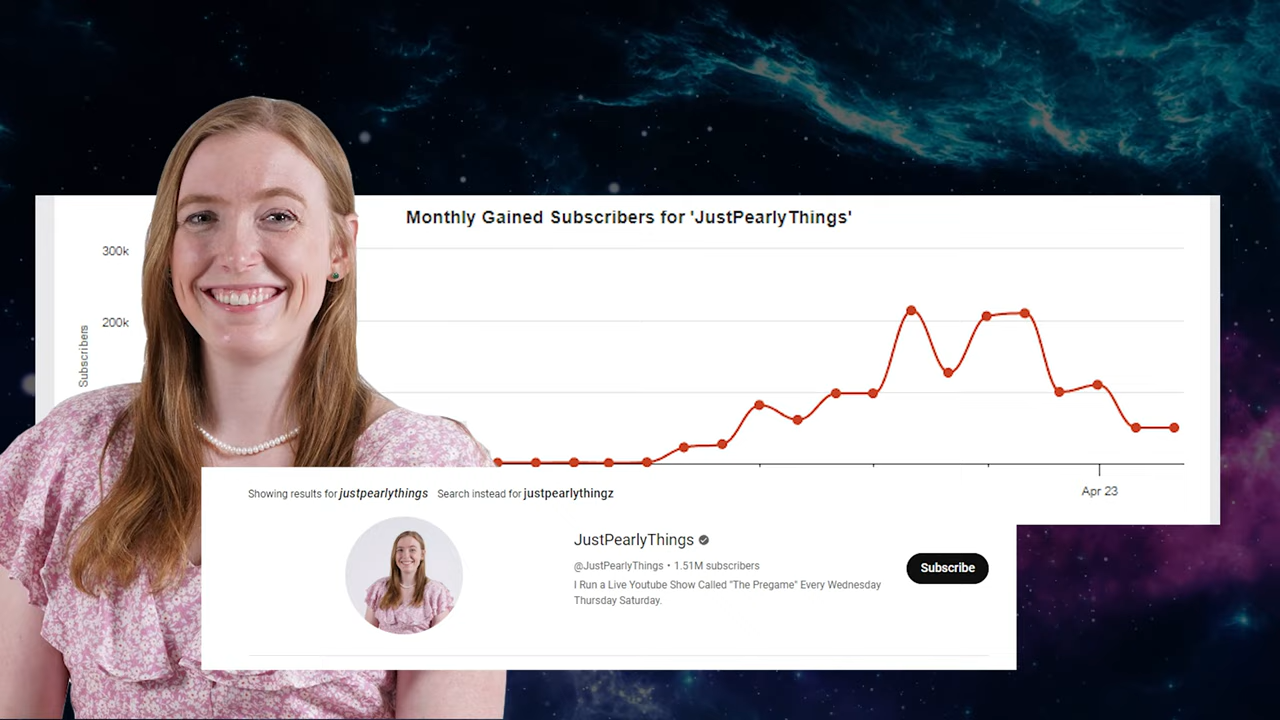 Monthly Gained Subscribers for 'JustPearlyThings'
300k
200k
Subscribers
Apr 23
Showing results for justpearlythings Search instead for justpearlythingz
JustPearlyThings
@JustPearlyThings • 1.51M subscribers
Subscribe
I Run a Live Youtube Show Called "The Pregame" Every Wednesday
Thursday Saturday.